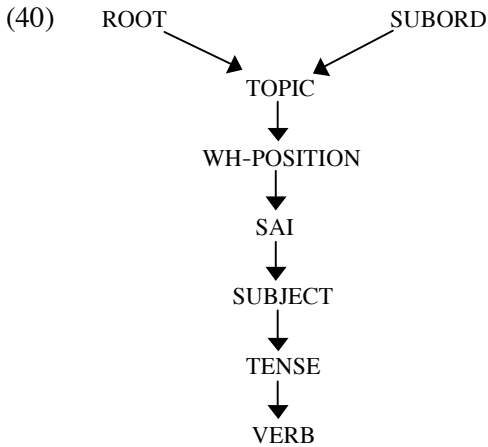 (40) ROOT SUBORD
TOPIC
WH-POSITION
SAI
SUBJECT
TENSE
VERB